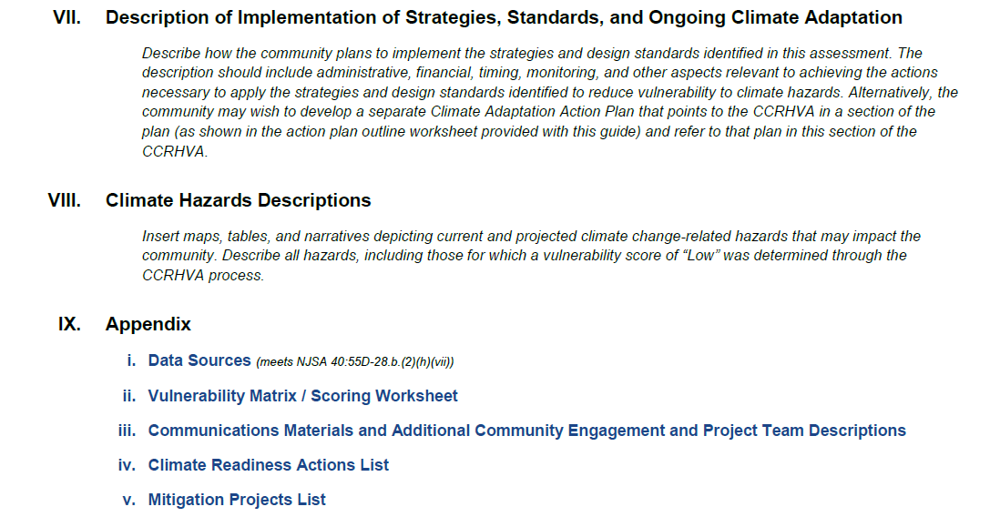 VII. Description of Implementation of Strategies, Standards, and Ongoing Climate Adaptation
Describe how the community plans to implement the strategies and design standards identified in this assessment. The
description should include administrative, financial, timing, monitoring, and other aspects relevant to achieving the actions
necessary to apply the strategies and design standards identified to reduce vulnerability to climate hazards. Alternatively, the
community may wish to develop a separate Climate Adaptation Action Plan that points to the CCRHVA in a section of the
plan (as shown in the action plan outline worksheet provided with this guide) and refer to that plan in this section of the
CCRHVA.
VIII. Climate Hazards Descriptions
Insert maps, tables, and narratives depicting current and projected climate change-related hazards that may impact the
community. Describe all hazards, including those for which a vulnerability score of “Low” was determined through the
CCRHVA process.
IX. Appendix
i. Data Sources (meets NJSA 40:55D-28.b.(2)(h)(vii))
ii. Vulnerability Matrix / Scoring Worksheet
iii. Communications Materials and Additional Community Engagement and Project Team Descriptions
iv. Climate Readiness Actions List
v. Mitigation Projects List